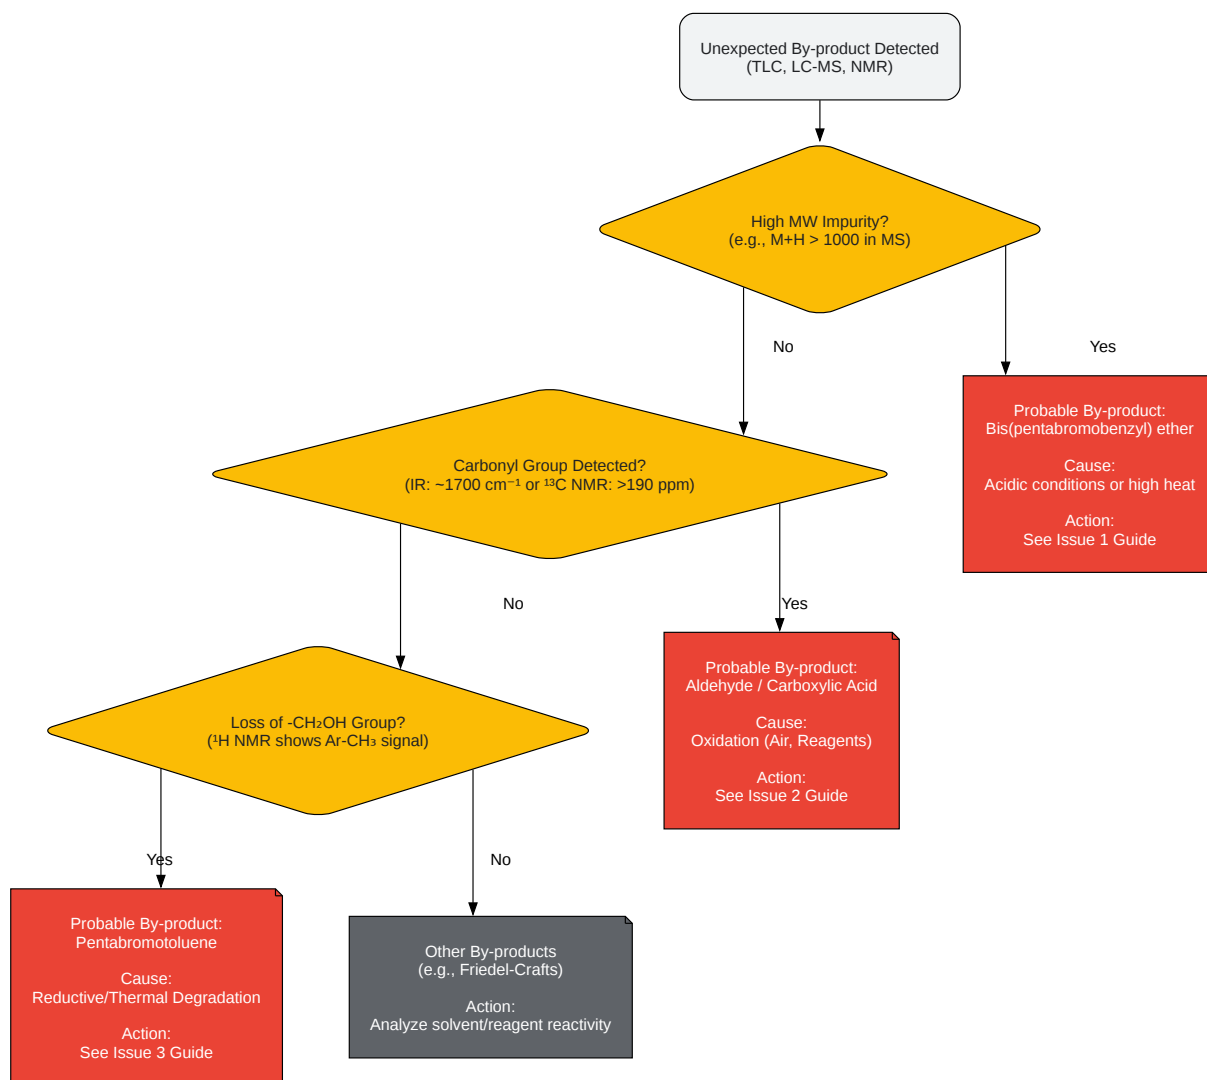 Unexpected By-product Detected
(TLC, LC-MS, NMR)
High MW Impurity?
(e.g., M+H > 1000 in MS)
No
Yes
Probable By-product:
Bis(pentabromobenzyl) ether
Cause:
Acidic conditions or high heat
Action:
See Issue 1 Guide
Carbonyl Group Detected?
(IR: ~1700 cm⁻¹ or ¹³C NMR: >190 ppm)
No
Yes
Probable By-product:
Aldehyde / Carboxylic Acid
Cause:
Oxidation (Air, Reagents)
Action:
See Issue 2 Guide
Loss of -CH₂OH Group?
(¹H NMR shows Ar-CH₃ signal)
Yes
No
Probable By-product:
Pentabromotoluene
Cause:
Reductive/Thermal Degradation
Action:
See Issue 3 Guide
Other By-products
(e.g., Friedel-Crafts)
Action:
Analyze solvent/reagent reactivity